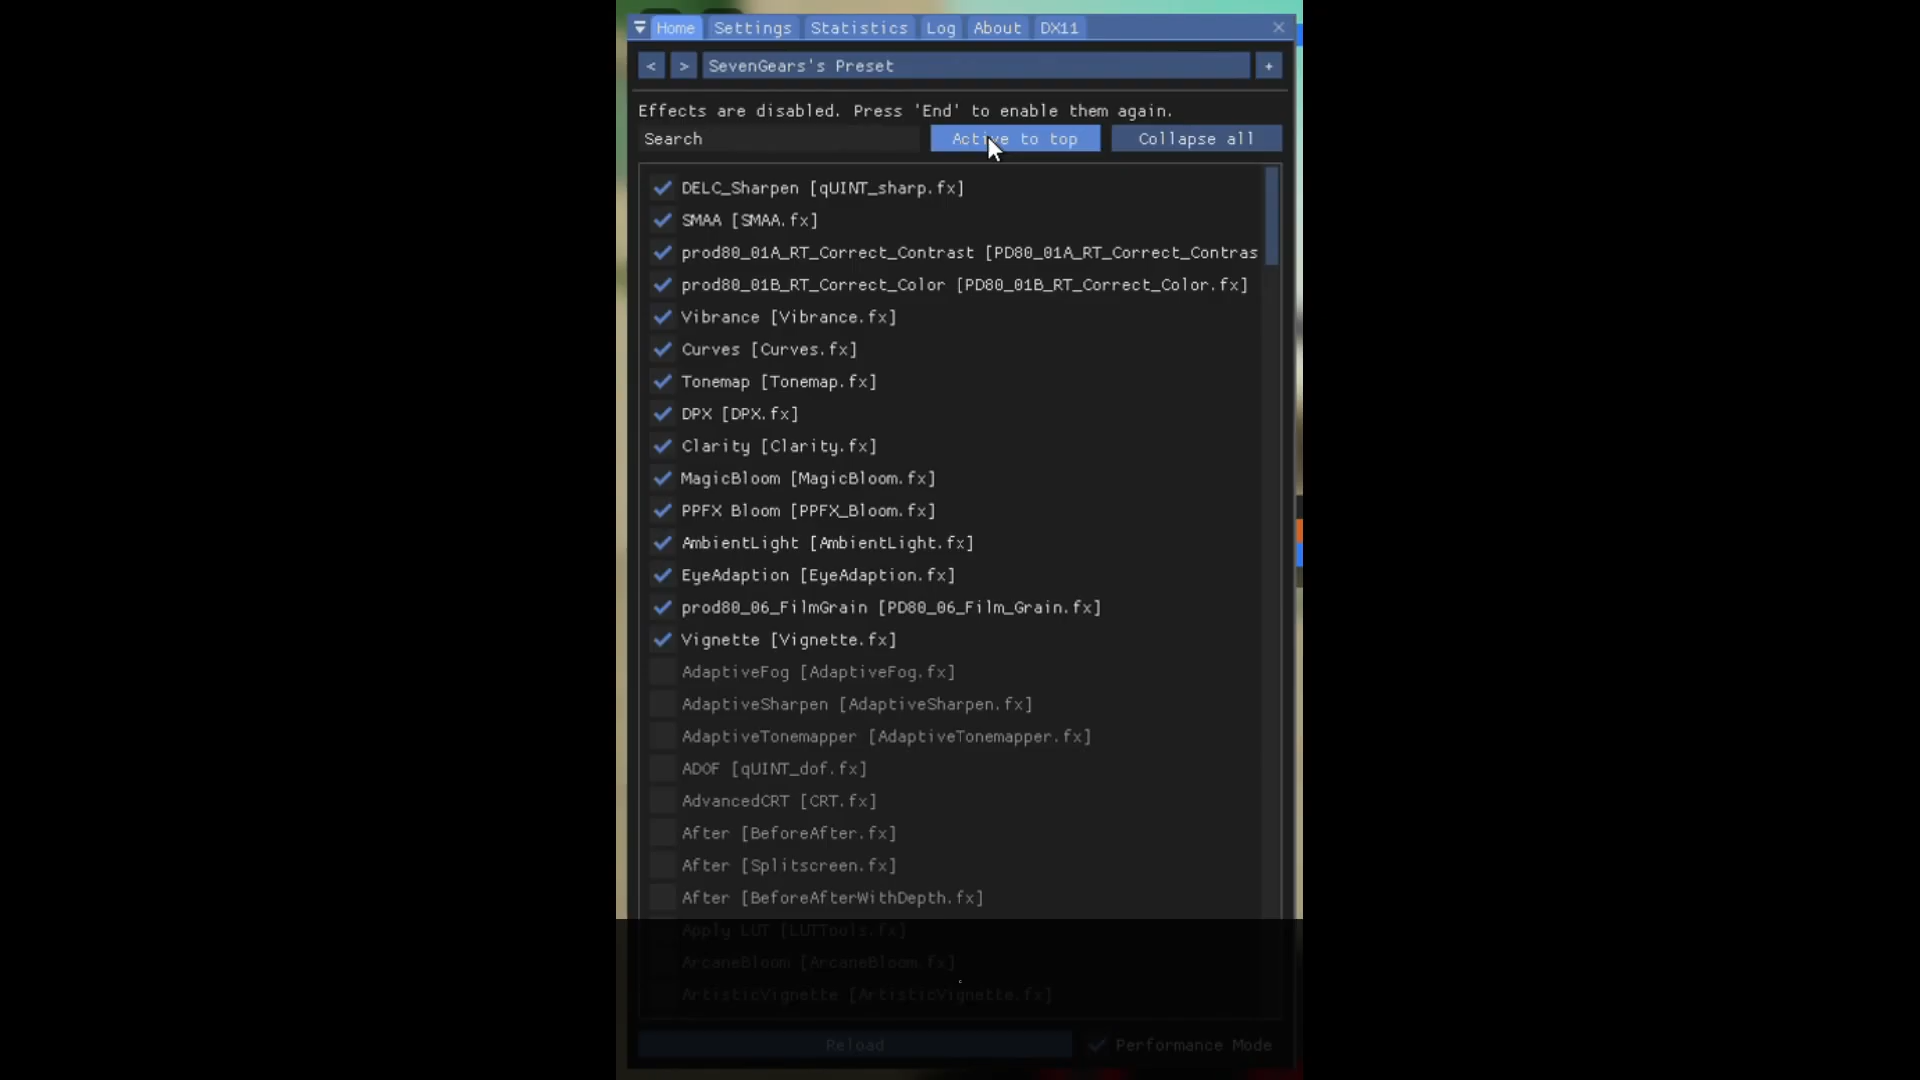 Home Settings Statistics Log About DX11
< > SevenGears's Preset +
Effects are disabled. Press 'End' to enable them again.
Search Active to top Collapse all
DELC_Sharpen [qUINT_sharp.fx]
SMAA [SMAA.fx]
prod80_01A_RT_Correct_Contrast [PD80_01A_RT_Correct_Contras
prod80_01B_RT_Correct_Color [PD80_01B_RT_Correct_Color.fx]
Vibrance [Vibrance.fx]
Curves [Curves.fx]
Tonemap [Tonemap.fx]
DPX [DPX.fx]
Clarity [Clarity.fx]
MagicBloom [MagicBloom.fx]
PPFX Bloom [PPFX_Bloom.fx]
AmbientLight [AmbientLight.fx]
EyeAdaption [EyeAdaption.fx]
prod80_06_FilmGrain [PD80_06_Film_Grain.fx]
Vignette [Vignette.fx]
AdaptiveFog [AdaptiveFog.fx]
AdaptiveSharpen [AdaptiveSharpen.fx]
AdaptiveTonemapper [AdaptiveTonemapper.fx]
ADOF [qUINT_dof.fx]
AdvancedCRT [CRT.fx]
After [BeforeAfter.fx]
After [Splitscreen.fx]
After [BeforeAfterWithDepth.fx]
Apply LUT [LUTTools.fx]
ArcaneBloom [ArcaneBloom.fx]
ArtisticVignette [ArtisticVignette.fx]
Reload Performance Mode